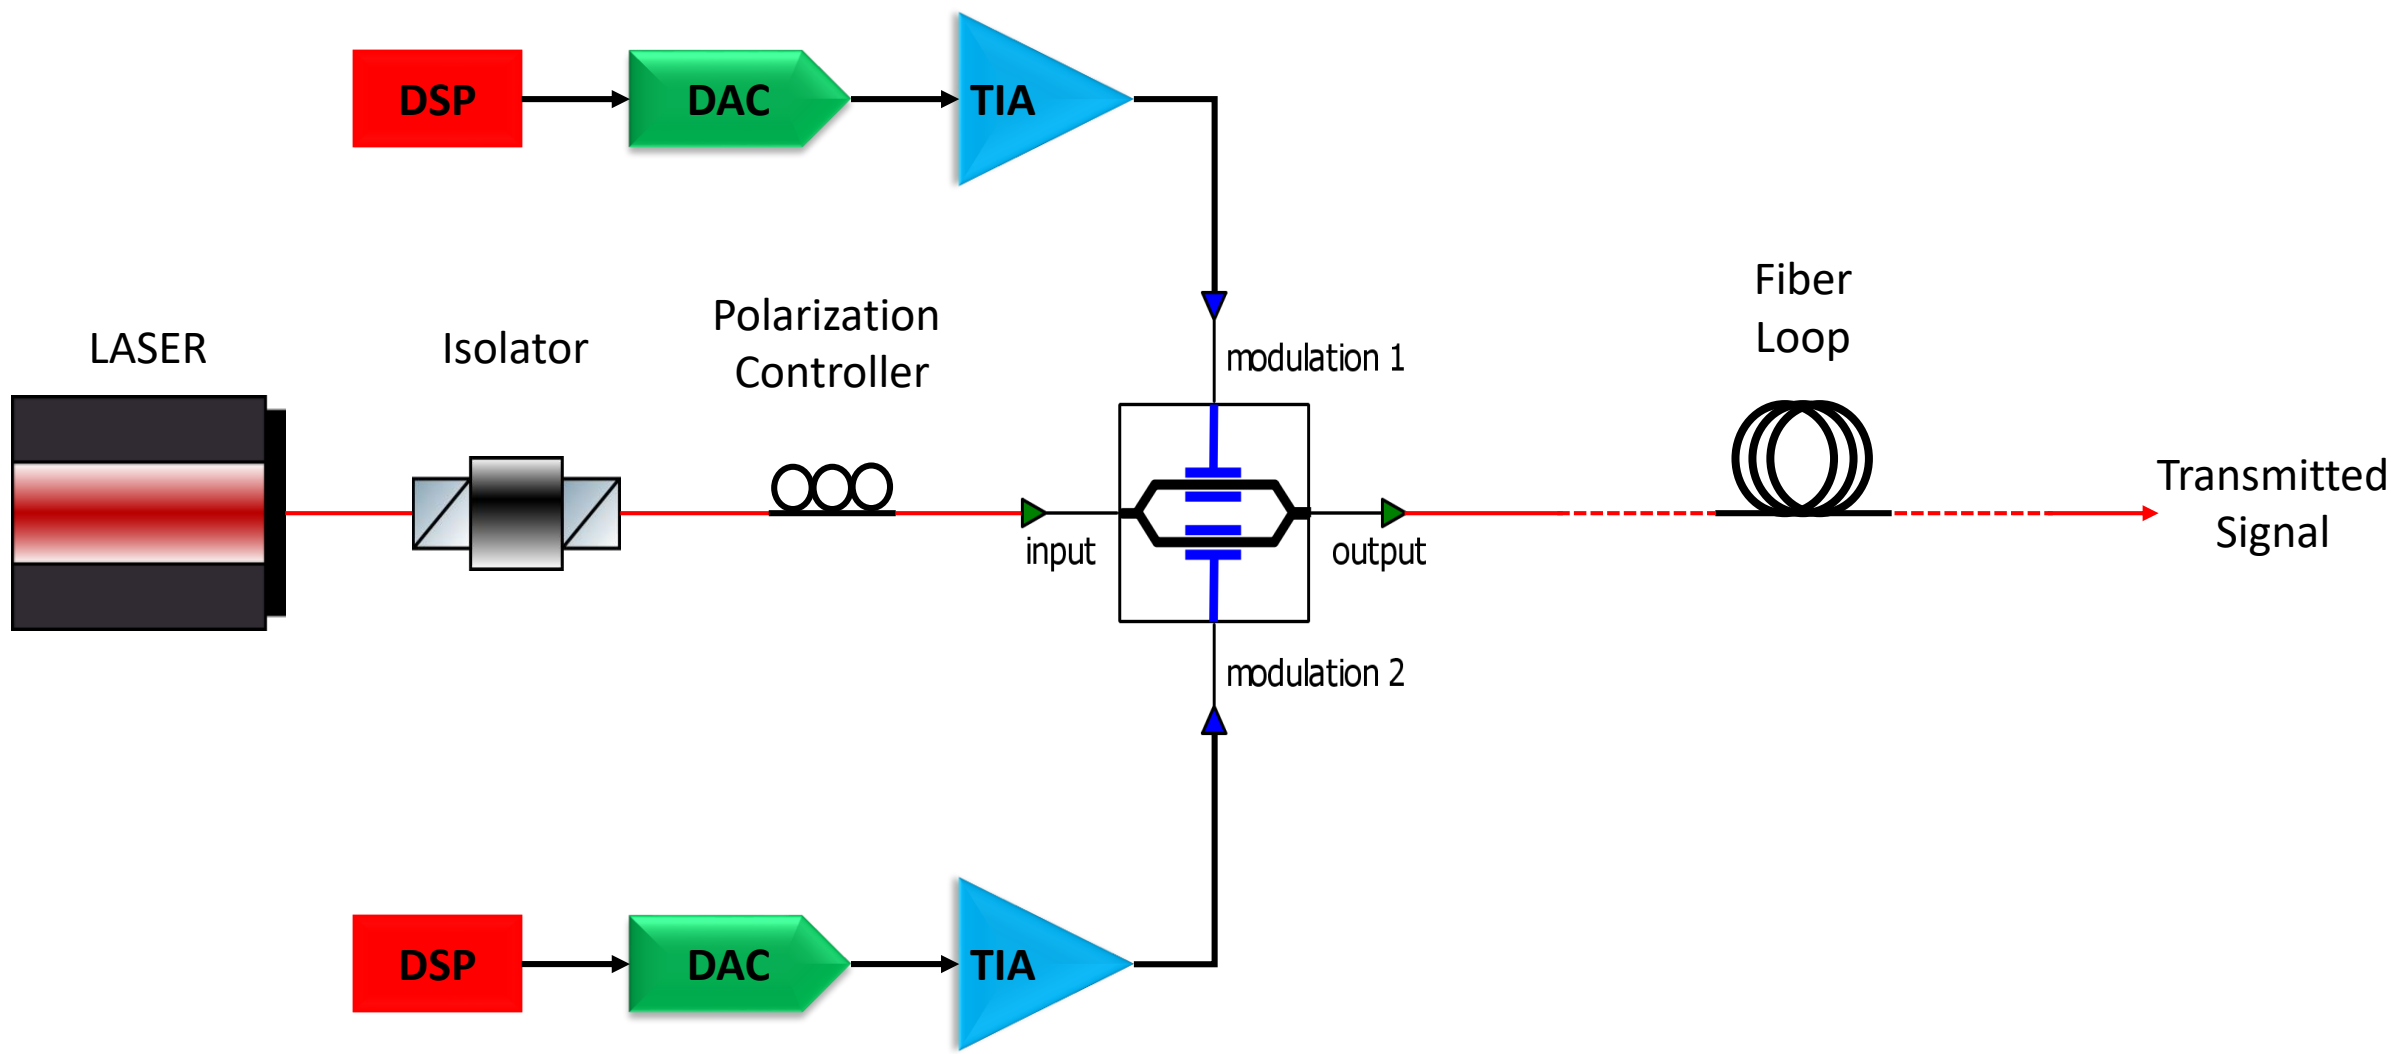 DSP
DAC
TIA
LASER
Isolator
Polarization
Controller
modulation 1
Fiber
Loop
input
output
Transmitted
Signal
modulation 2
DSP
DAC
TIA